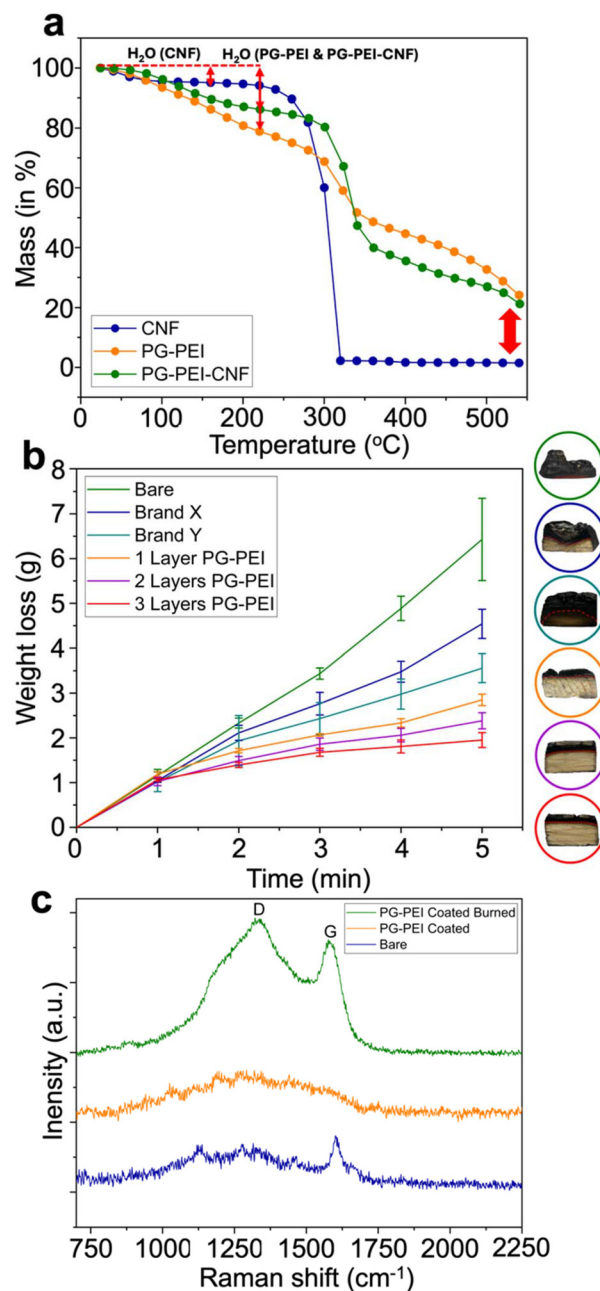 a
H₂O (CNF) H₂O (PG-PEI & PG-PEI-CNF)
100
80
60
40
20
0
Mass (in %)
CNF
PG-PEI
PG-PEI-CNF
0 100 200 300 400 500
Temperature (°C)
b
8
7
6
5
4
3
2
1
0
Weight loss (g)
Bare
Brand X
Brand Y
1 Layer PG-PEI
2 Layers PG-PEI
3 Layers PG-PEI
0 1 2 3 4 5
Time (min)
c
D
G
PG-PEI Coated Burned
PG-PEI Coated
Bare
Inensity (a.u.)
750 1000 1250 1500 1750 2000 2250
Raman shift (cm⁻¹)